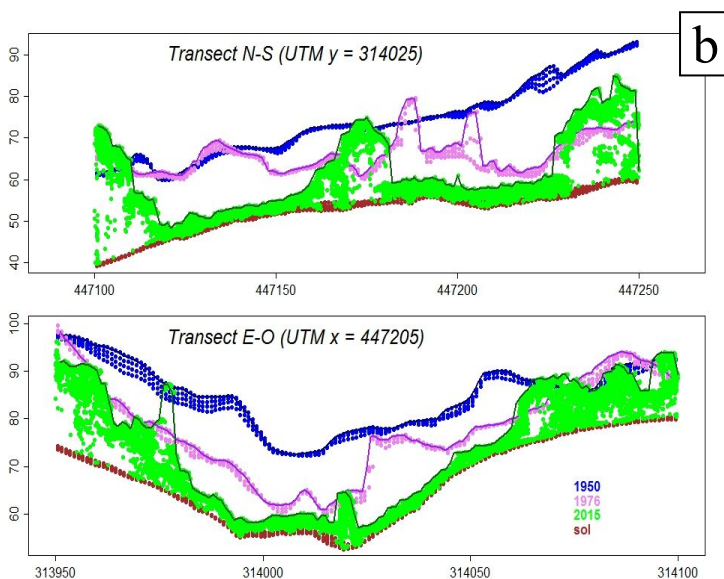 b
Transect N-S (UTM y = 314025)
90
80
70
60
50
40
447100 447150 447200 447250
Transect E-O (UTM x = 447205)
100
90
80
70
60
1950
1976
2015
sol
313950 314000 314050 314100